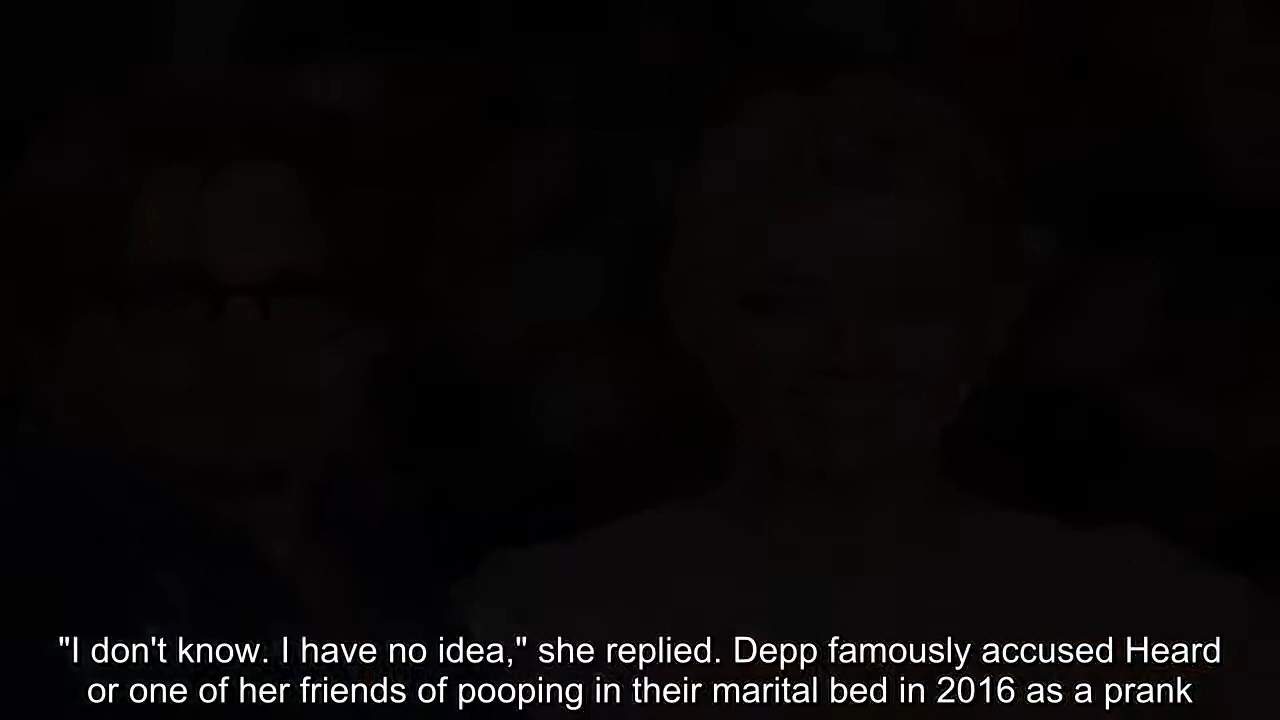 "I don't know. I have no idea," she replied. Depp famously accused Heard
or one of her friends of pooping in their marital bed in 2016 as a prank